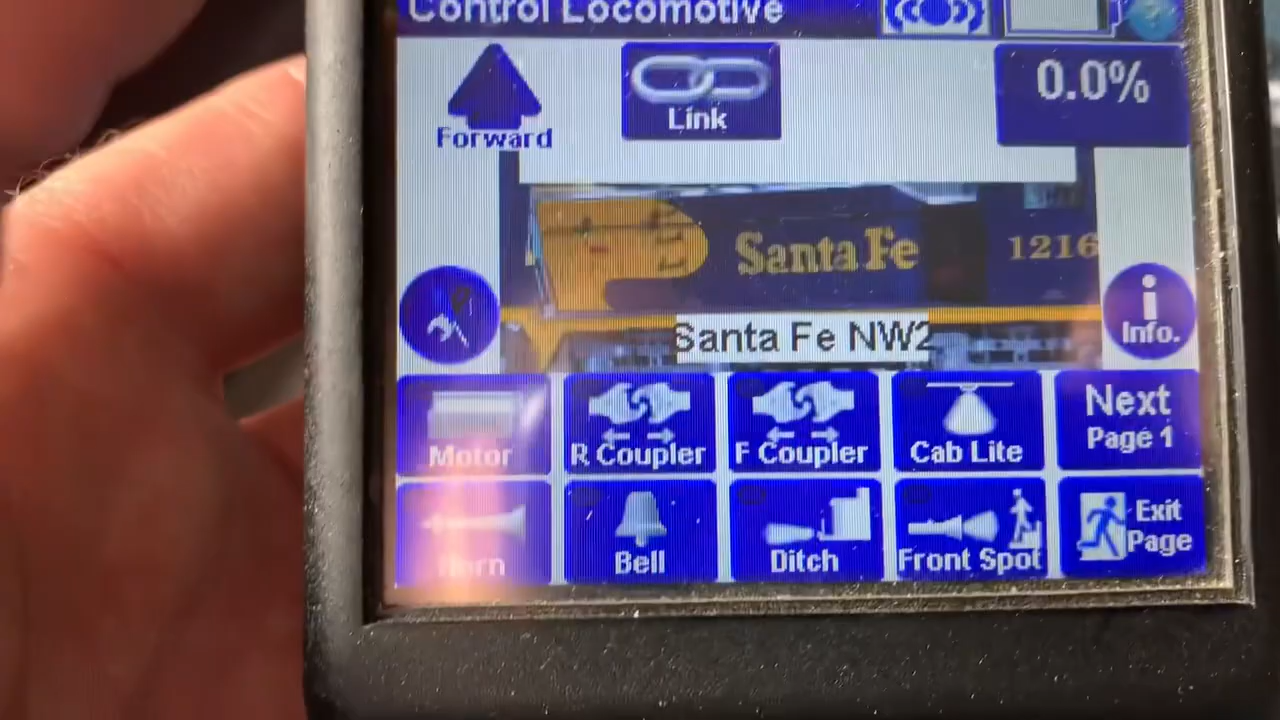 Control Locomotive
Forward
Link
0.0%
Santa Fe
1216
Santa Fe NW2
Info.
Motor
R Coupler
F Coupler
Cab Lite
Next
Page 1
Horn
Bell
Ditch
Front Spot
Exit
Page